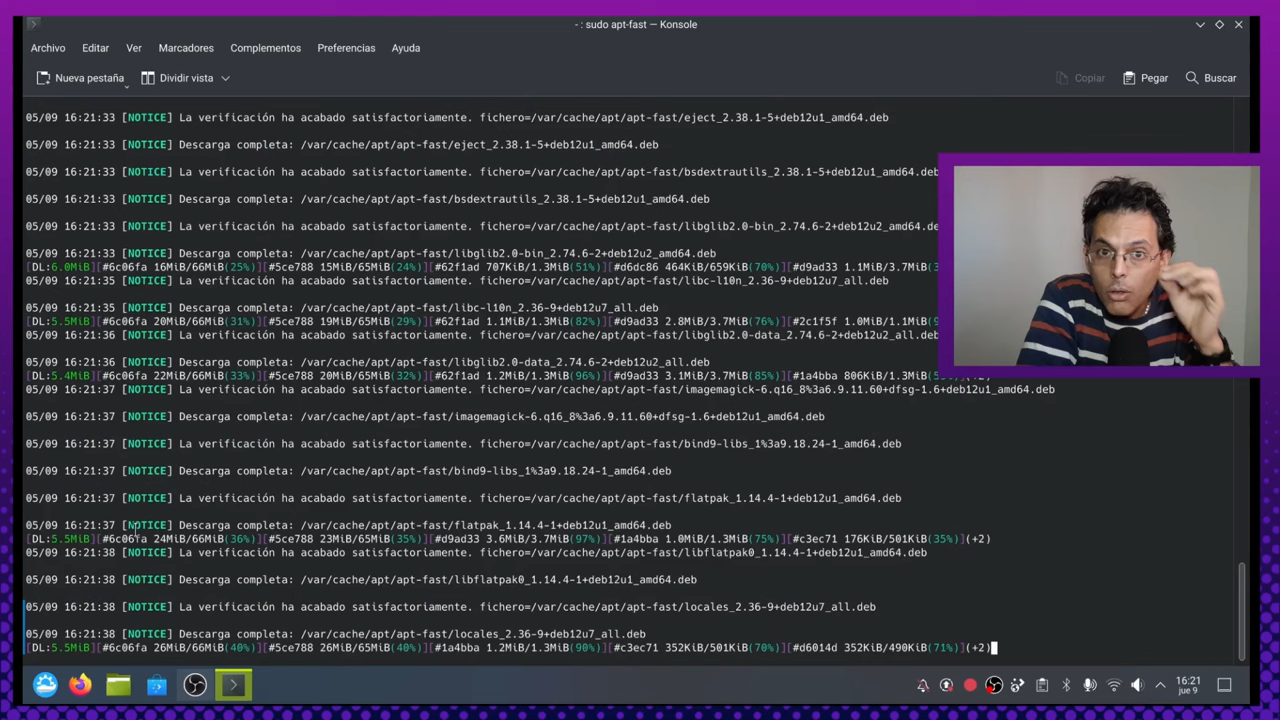 - : sudo apt-fast — Konsole
Archivo Editar Ver Marcadores Complementos Preferencias Ayuda
Nueva pestaña Dividir vista Copiar Pegar Buscar
05/09 16:21:33 [NOTICE] La verificación ha acabado satisfactoriamente. fichero=/var/cache/apt/apt-fast/eject_2.38.1-5+deb12u1_amd64.deb
05/09 16:21:33 [NOTICE] Descarga completa: /var/cache/apt/apt-fast/eject_2.38.1-5+deb12u1_amd64.deb
05/09 16:21:33 [NOTICE] La verificación ha acabado satisfactoriamente. fichero=/var/cache/apt/apt-fast/bsdextrautils_2.38.1-5+deb12u1_amd64.deb
05/09 16:21:33 [NOTICE] Descarga completa: /var/cache/apt/apt-fast/bsdextrautils_2.38.1-5+deb12u1_amd64.deb
05/09 16:21:33 [NOTICE] La verificación ha acabado satisfactoriamente. fichero=/var/cache/apt/apt-fast/libglib2.0-bin_2.74.6-2+deb12u2_amd64.deb
05/09 16:21:33 [NOTICE] Descarga completa: /var/cache/apt/apt-fast/libglib2.0-bin_2.74.6-2+deb12u2_amd64.deb
[DL:6.0MiB][#6c06fa 16MiB/66MiB(25%)][#5ce788 15MiB/65MiB(24%)][#62f1ad 707KiB/1.3MiB(51%)][#d6dc86 464KiB/659KiB(70%)][#d9ad33 1.1MiB/3.7MiB(
05/09 16:21:35 [NOTICE] La verificación ha acabado satisfactoriamente. fichero=/var/cache/apt/apt-fast/libc-l10n_2.36-9+deb12u7_all.deb
05/09 16:21:35 [NOTICE] Descarga completa: /var/cache/apt/apt-fast/libc-l10n_2.36-9+deb12u7_all.deb
[DL:5.5MiB][#6c06fa 20MiB/66MiB(31%)][#5ce788 19MiB/65MiB(29%)][#62f1ad 1.1MiB/1.3MiB(82%)][#d9ad33 2.8MiB/3.7MiB(76%)][#2c1f5f 1.0MiB/1.1MiB(
05/09 16:21:36 [NOTICE] La verificación ha acabado satisfactoriamente. fichero=/var/cache/apt/apt-fast/libglib2.0-data_2.74.6-2+deb12u2_all.deb
05/09 16:21:36 [NOTICE] Descarga completa: /var/cache/apt/apt-fast/libglib2.0-data_2.74.6-2+deb12u2_all.deb
[DL:5.4MiB][#6c06fa 22MiB/66MiB(33%)][#5ce788 20MiB/65MiB(32%)][#62f1ad 1.2MiB/1.3MiB(96%)][#d9ad33 3.1MiB/3.7MiB(85%)][#1a4bba 806KiB/1.3MiB(
05/09 16:21:37 [NOTICE] La verificación ha acabado satisfactoriamente. fichero=/var/cache/apt/apt-fast/imagemagick-6.q16_8%3a6.9.11.60+dfsg-1.6+deb12u1_amd64.deb
05/09 16:21:37 [NOTICE] Descarga completa: /var/cache/apt/apt-fast/imagemagick-6.q16_8%3a6.9.11.60+dfsg-1.6+deb12u1_amd64.deb
05/09 16:21:37 [NOTICE] La verificación ha acabado satisfactoriamente. fichero=/var/cache/apt/apt-fast/bind9-libs_1%3a9.18.24-1_amd64.deb
05/09 16:21:37 [NOTICE] Descarga completa: /var/cache/apt/apt-fast/bind9-libs_1%3a9.18.24-1_amd64.deb
05/09 16:21:37 [NOTICE] La verificación ha acabado satisfactoriamente. fichero=/var/cache/apt/apt-fast/flatpak_1.14.4-1+deb12u1_amd64.deb
05/09 16:21:37 [NOTICE] Descarga completa: /var/cache/apt/apt-fast/flatpak_1.14.4-1+deb12u1_amd64.deb
[DL:5.5MiB][#6c06fa 24MiB/66MiB(36%)][#5ce788 23MiB/65MiB(35%)][#d9ad33 3.6MiB/3.7MiB(97%)][#1a4bba 1.0MiB/1.3MiB(75%)][#c3ec71 176KiB/501KiB(35%)](+2)
05/09 16:21:38 [NOTICE] La verificación ha acabado satisfactoriamente. fichero=/var/cache/apt/apt-fast/libflatpak0_1.14.4-1+deb12u1_amd64.deb
05/09 16:21:38 [NOTICE] Descarga completa: /var/cache/apt/apt-fast/libflatpak0_1.14.4-1+deb12u1_amd64.deb
05/09 16:21:38 [NOTICE] La verificación ha acabado satisfactoriamente. fichero=/var/cache/apt/apt-fast/locales_2.36-9+deb12u7_all.deb
05/09 16:21:38 [NOTICE] Descarga completa: /var/cache/apt/apt-fast/locales_2.36-9+deb12u7_all.deb
[DL:5.5MiB][#6c06fa 26MiB/66MiB(40%)][#5ce788 26MiB/65MiB(40%)][#1a4bba 1.2MiB/1.3MiB(90%)][#c3ec71 352KiB/501KiB(70%)][#d6014d 352KiB/490KiB(71%)](+2)
16:21
jue 9